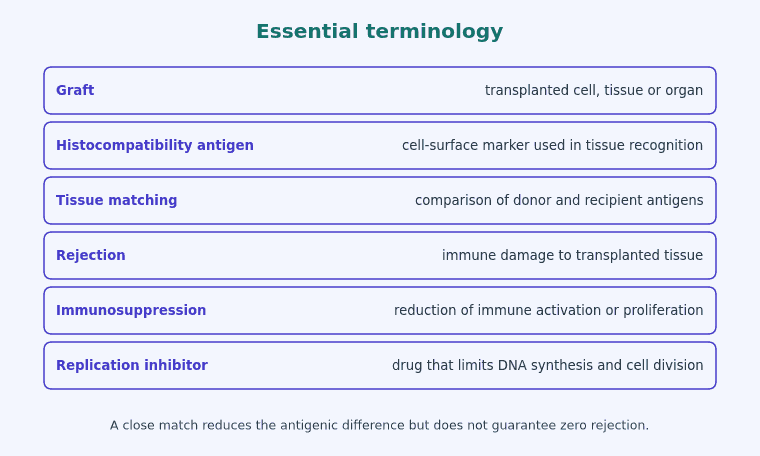 Essential terminology
Graft transplanted cell, tissue or organ
Histocompatibility antigen cell-surface marker used in tissue recognition
Tissue matching comparison of donor and recipient antigens
Rejection immune damage to transplanted tissue
Immunosuppression reduction of immune activation or proliferation
Replication inhibitor drug that limits DNA synthesis and cell division
A close match reduces the antigenic difference but does not guarantee zero rejection.